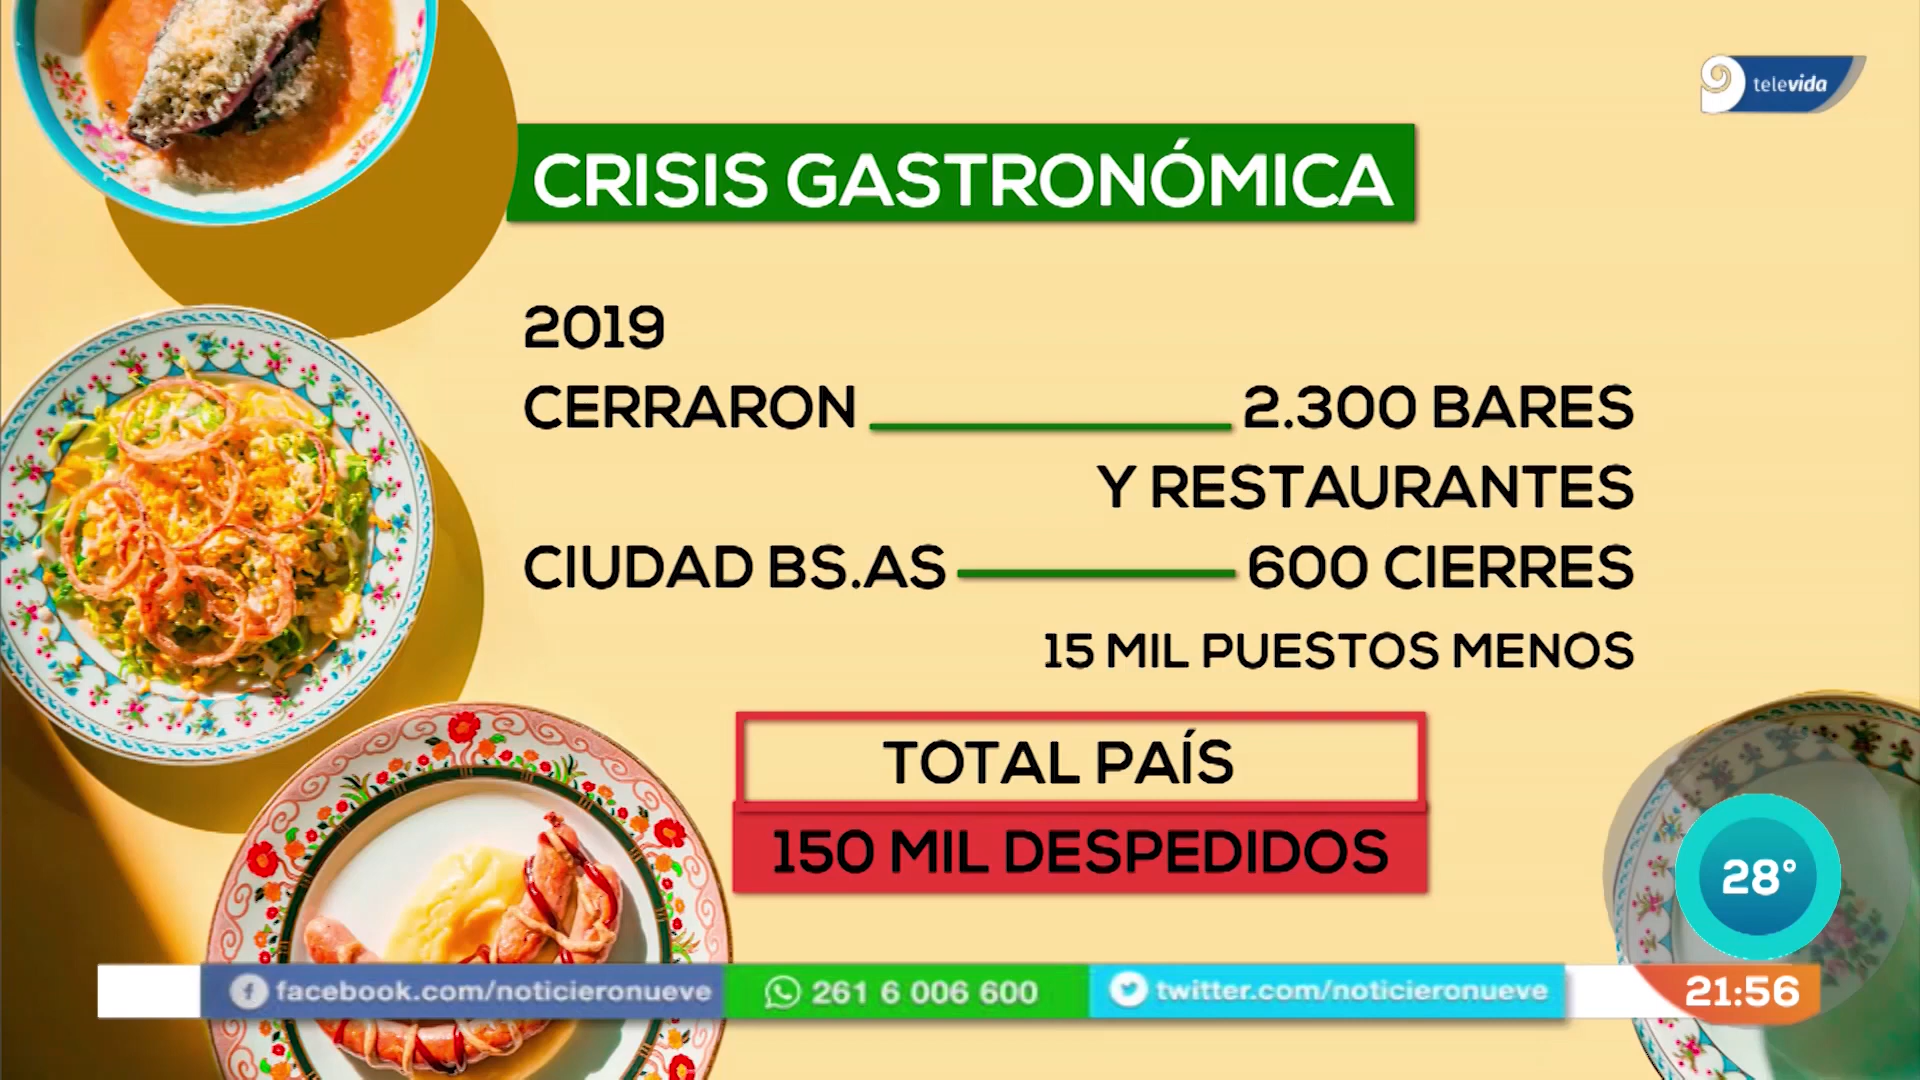 televida
CRISIS GASTRONÓMICA
2019
CERRARON 2.300 BARES
Y RESTAURANTES
CIUDAD BS.AS 600 CIERRES
15 MIL PUESTOS MENOS
TOTAL PAÍS
150 MIL DESPEDIDOS
28°
facebook.com/noticieronueve 261 6 006 600 twitter.com/noticieronueve 21:56